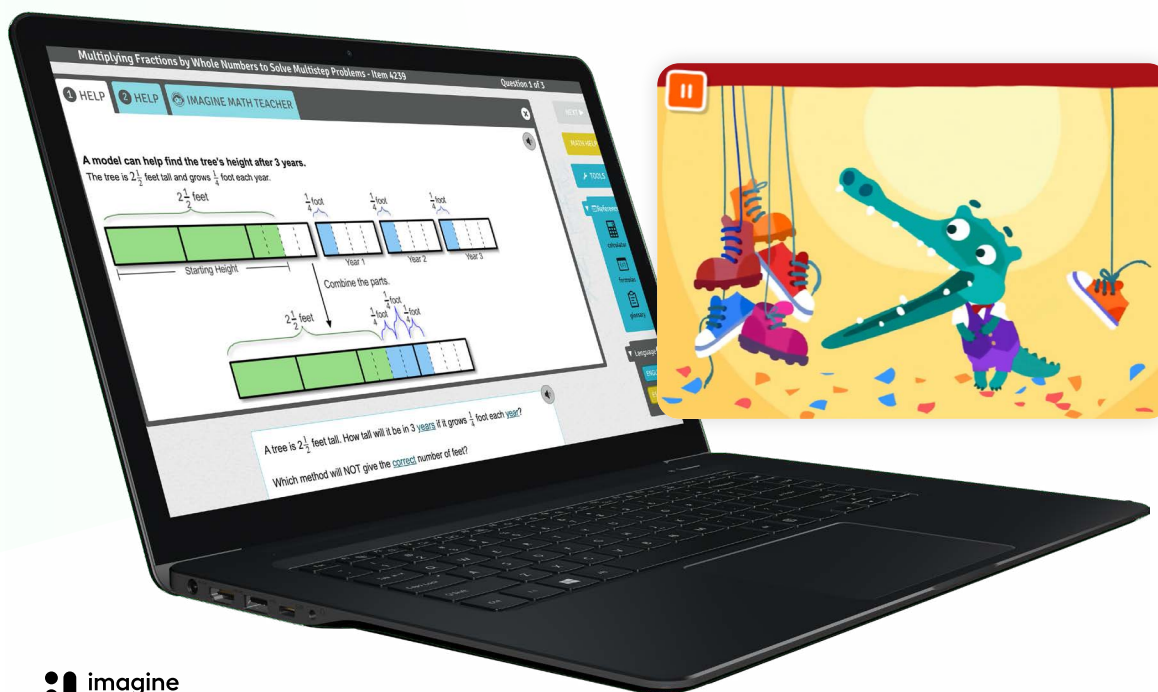 Multiplying Fractions by Whole Numbers to Solve Multistep Problems - Item 4239
Question 1 of 3
1 HELP
2 HELP
IMAGINE MATH TEACHER
NEXT
MATH HELP
TOOLS
A model can help find the tree's height after 3 years.
The tree is 2 1/2 feet tall and grows 1/4 foot each year.
2 1/2 feet
1/4 foot
1/4 foot
1/4 foot
Starting Height
Year 1
Year 2
Year 3
Combine the parts.
2 1/2 feet
1/4 foot
1/4 foot
1/4 foot
calculator
formulas
glossary
Language
A tree is 2 1/2 feet tall. How tall will it be in 3 years if it grows 1/4 foot each year?
Which method will NOT give the correct number of feet?
imagine